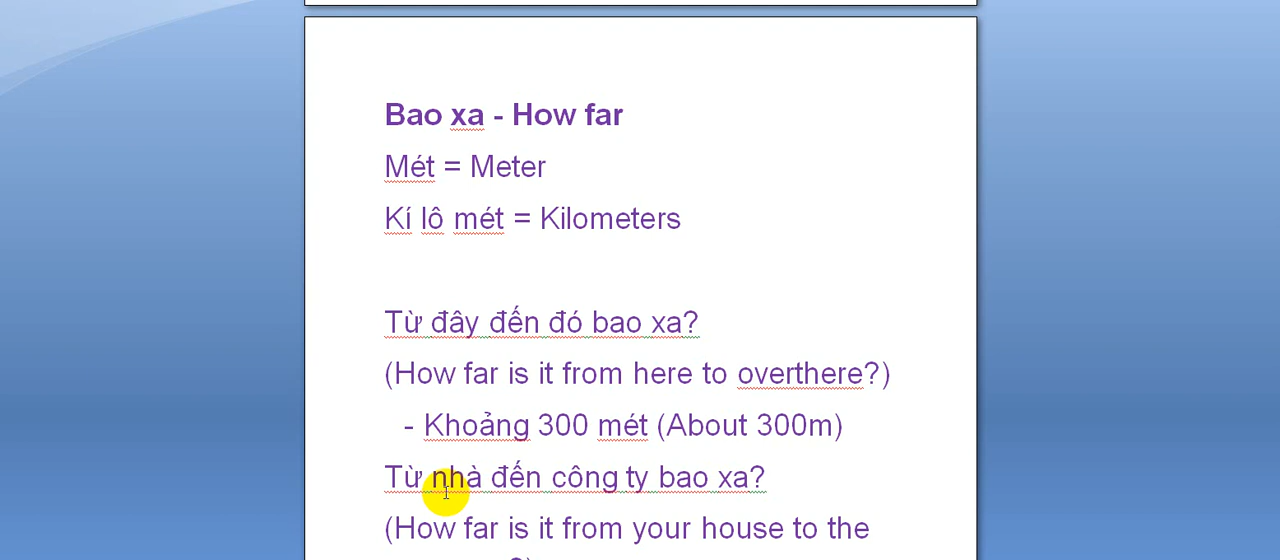 Bao xa - How far
Mét = Meter
Kí lô mét = Kilometers
Từ đây đến đó bao xa?
(How far is it from here to overthere?)
- Khoảng 300 mét (About 300m)
Từ nhà đến công ty bao xa?
(How far is it from your house to the